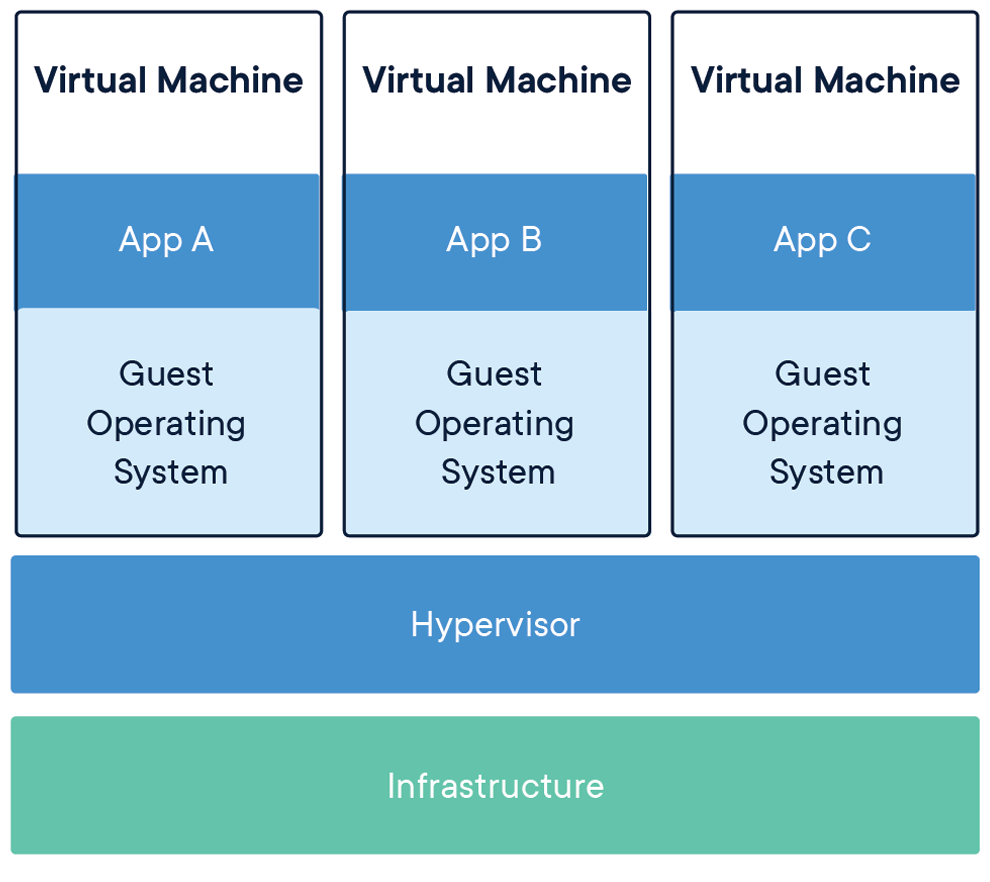 Virtual Machine
App A
Guest
Operating
System
Virtual Machine
App B
Guest
Operating
System
Virtual Machine
App C
Guest
Operating
System
Hypervisor
Infrastructure